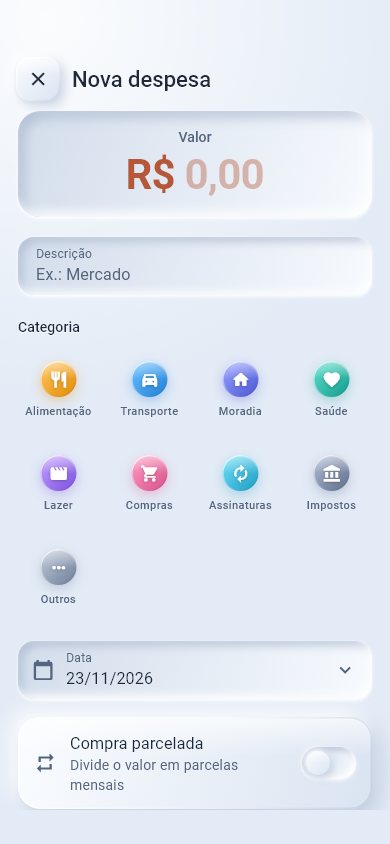 Nova despesa
Valor
R$ 0,00
Descrição
Ex.: Mercado
Categoria
Alimentação
Transporte
Moradia
Saúde
Lazer
Compras
Assinaturas
Impostos
Outros
Data
23/11/2026
Compra parcelada
Divide o valor em parcelas
mensais